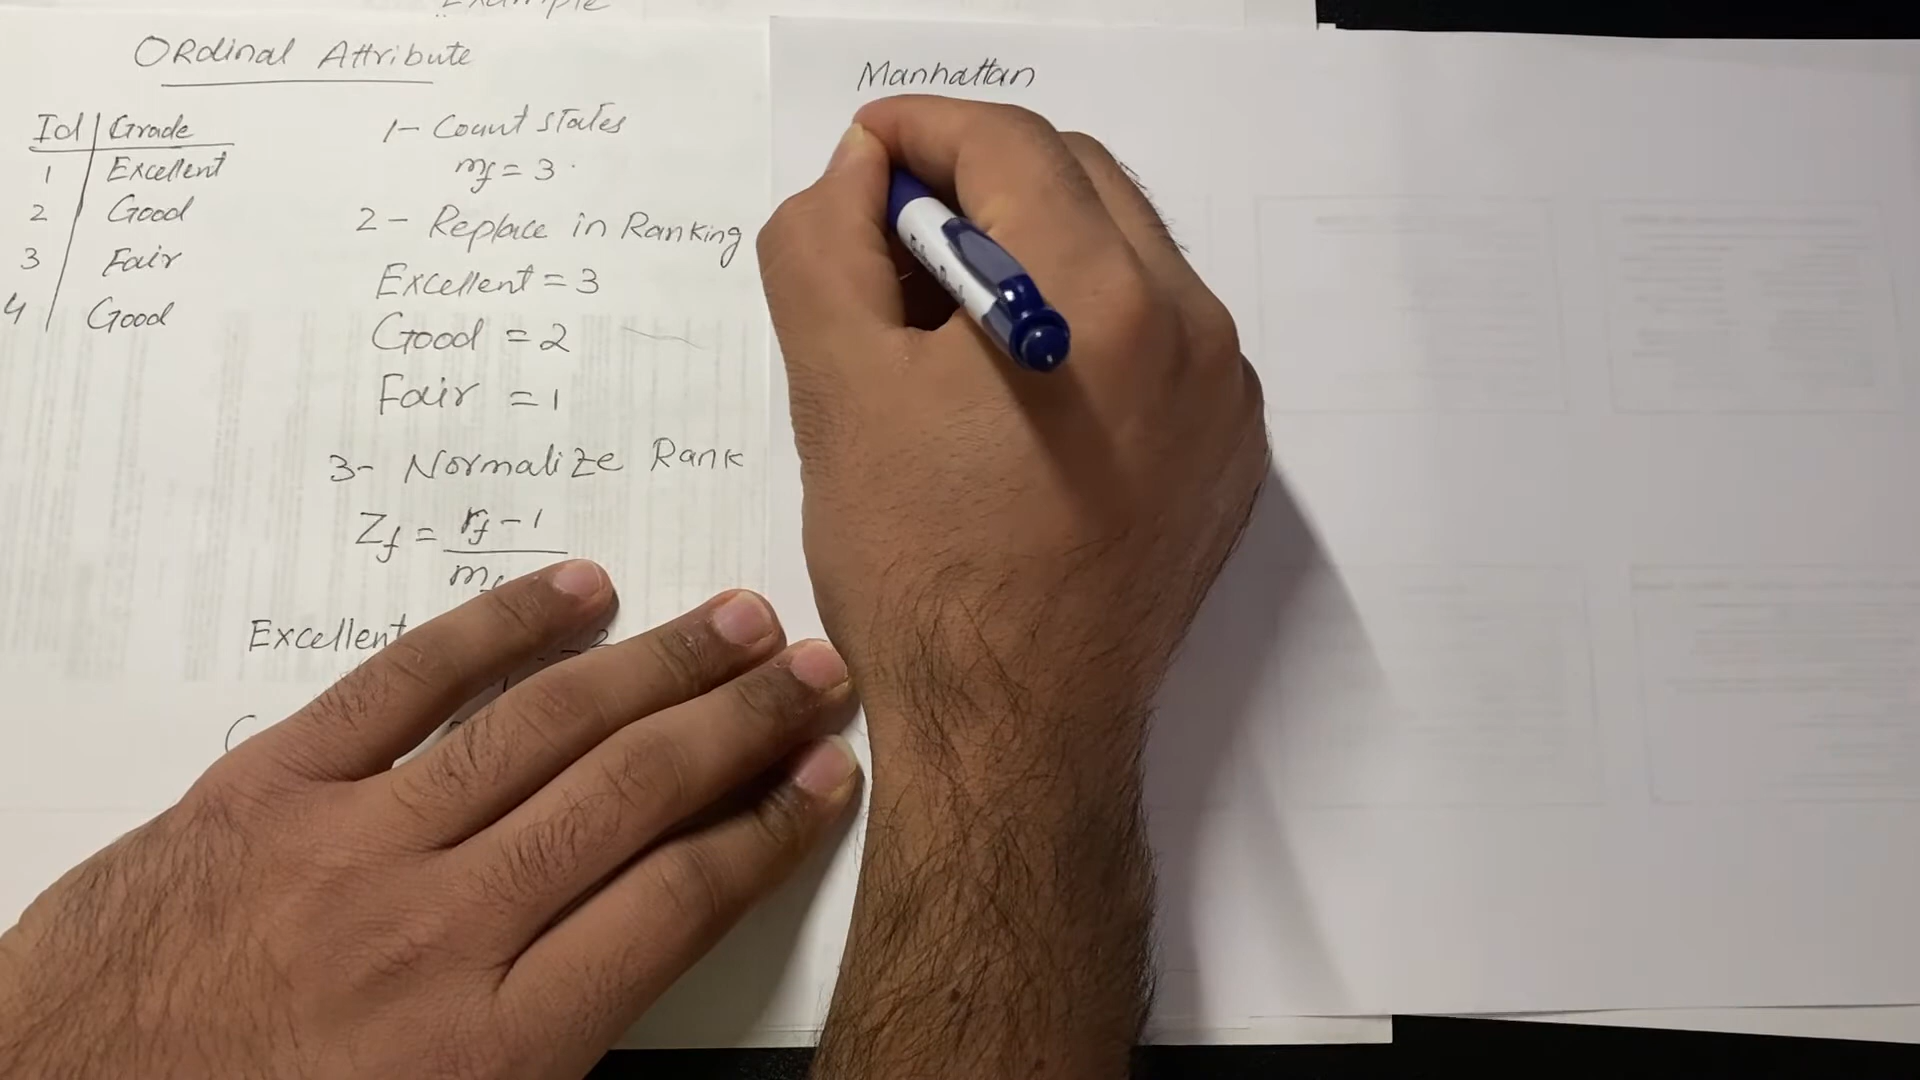 Example
Ordinal Attribute
Id Grade
1 Excellent
2 Good
3 Fair
4 Good
1- Count states
mf = 3
2- Replace in Ranking
Excellent = 3
Good = 2
Fair = 1
3- Normalize Rank
Zf = rf - 1
Excellent
Manhattan